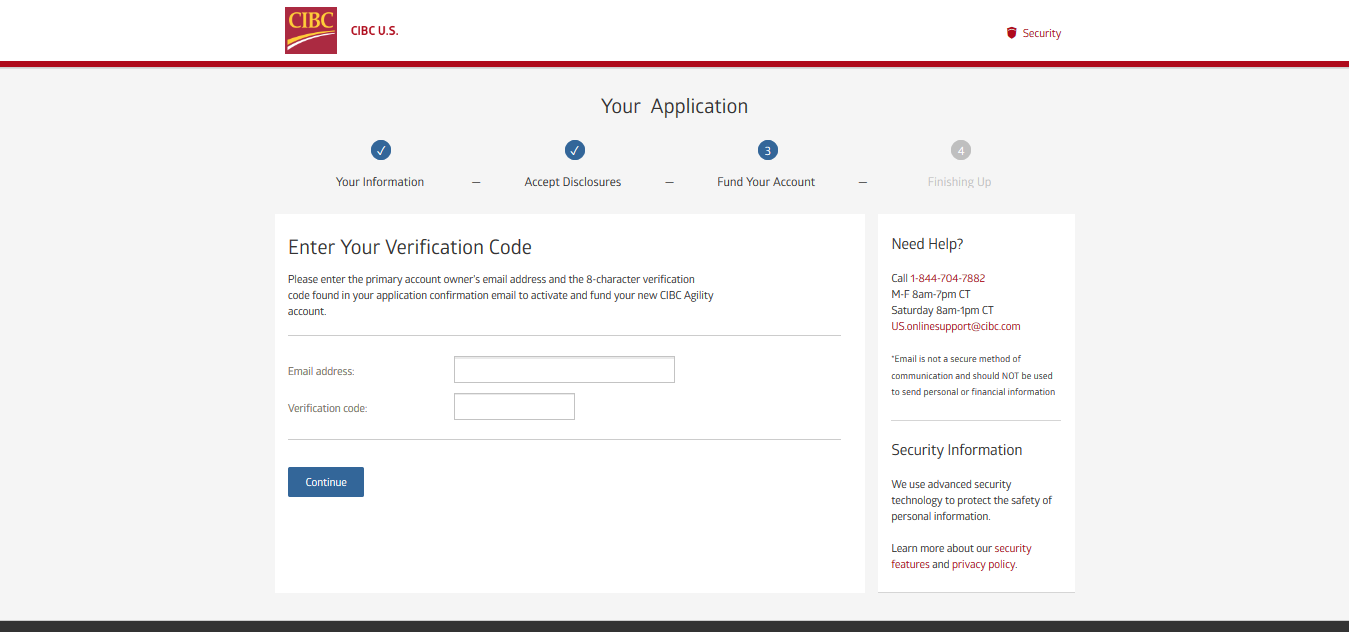 CIBC
CIBC U.S.
Security
Your Application
✓
✓
3
4
Your Information – Accept Disclosures – Fund Your Account – Finishing Up
Enter Your Verification Code
Please enter the primary account owner's email address and the 8-character verification
code found in your application confirmation email to activate and fund your new CIBC Agility
account.
Email address:
Verification code:
Continue
Need Help?
Call 1-844-704-7882
M-F 8am-7pm CT
Saturday 8am-1pm CT
US.onlinesupport@cibc.com
*Email is not a secure method of
communication and should NOT be used
to send personal or financial information
Security Information
We use advanced security
technology to protect the safety of
personal information.
Learn more about our security
features and privacy policy.